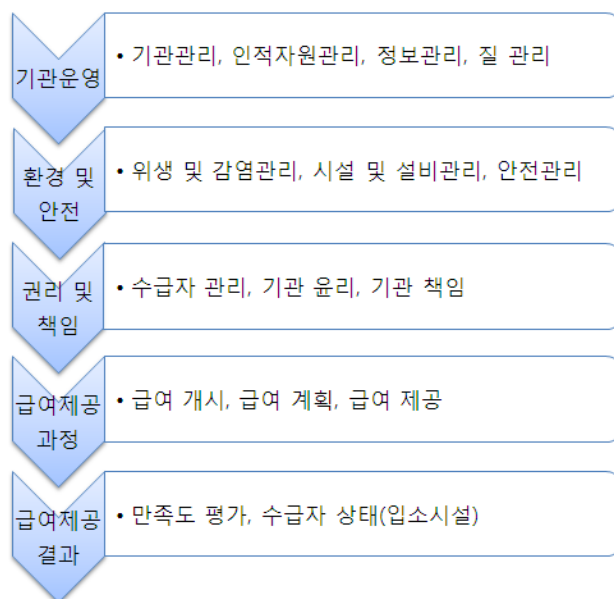 기관운영
• 기관관리, 인적자원관리, 정보관리, 질 관리
환경 및
안전
• 위생 및 감염관리, 시설 및 설비관리, 안전관리
권리 및
책임
• 수급자 관리, 기관 윤리, 기관 책임
급여제공
과정
• 급여 개시, 급여 계획, 급여 제공
급여제공
결과
• 만족도 평가, 수급자 상태(입소시설)